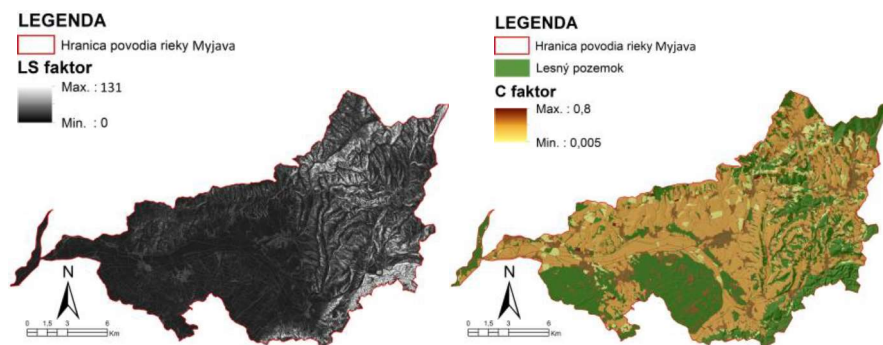 LEGENDA
Hranica povodia rieky Myjava
LS faktor
Max. : 131
Min. : 0
N
0 1,5 3 6
Km
LEGENDA
Hranica povodia rieky Myjava
Lesný pozemok
C faktor
Max. : 0,8
Min. : 0,005
N
0 1,5 3 6
Km